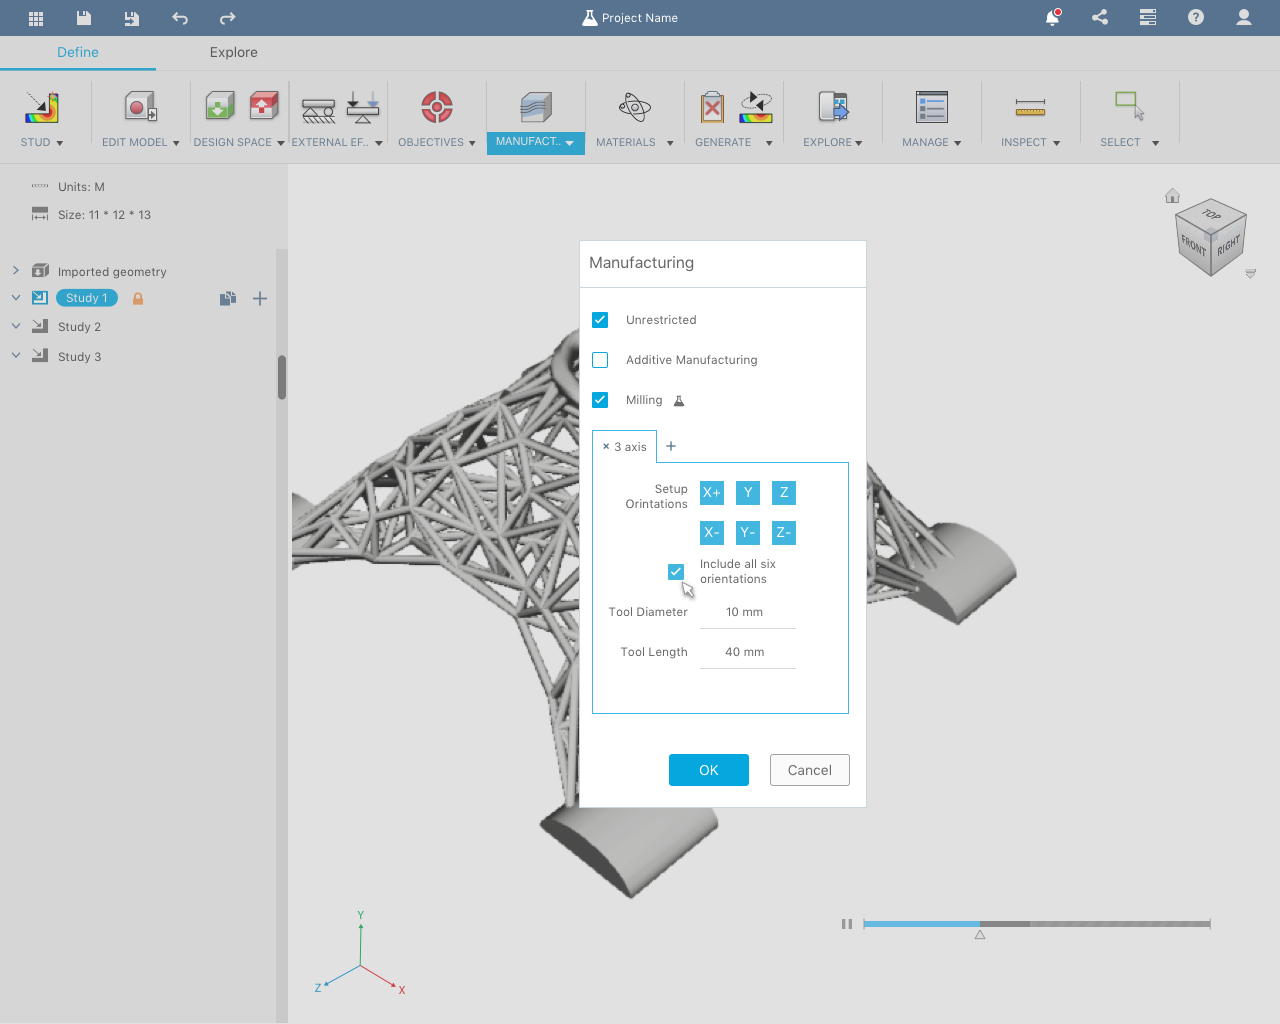 Project Name
Define
Explore
STUD
EDIT MODEL
DESIGN SPACE
EXTERNAL EF..
OBJECTIVES
MANUFACT..
MATERIALS
GENERATE
EXPLORE
MANAGE
INSPECT
SELECT
Units: M
Size: 11 * 12 * 13
Imported geometry
Study 1
Study 2
Study 3
TOP
FRONT
RIGHT
Manufacturing
Unrestricted
Additive Manufacturing
Milling
× 3 axis +
Setup
Orintations
X+ Y Z
X- Y- Z-
Include all six
orientations
Tool Diameter 10 mm
Tool Length 40 mm
OK
Cancel
Y
Z
X